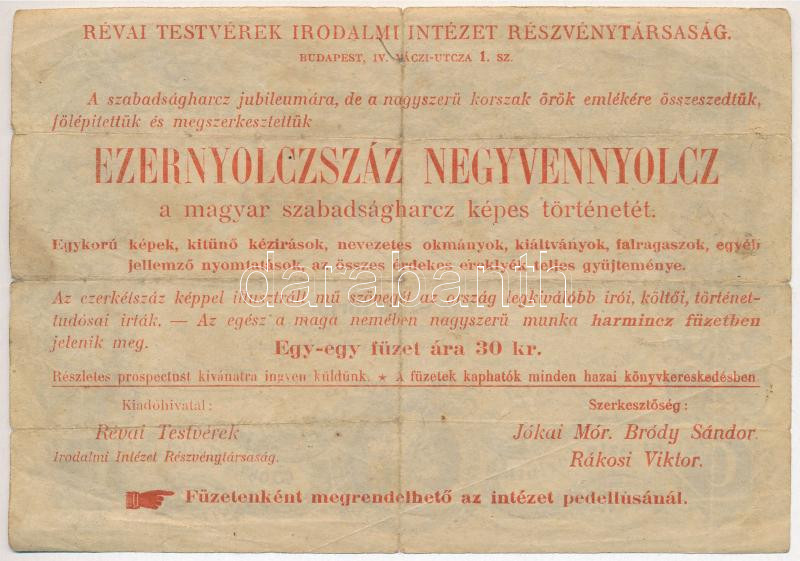 RÉVAI TESTVÉREK IRODALMI INTÉZET RÉSZVÉNYTÁRSASÁG.
BUDAPEST, IV. VÁCZI-UTCZA 1. SZ.
A szabadságharcz jubileumára, de a nagyszerü korszak örök emlékére összeszedtük,
fölépitettük és megszerkesztettük
EZERNYOLCZSZÁZ NEGYVENNYOLCZ
a magyar szabadságharcz képes történetét.
Egykorú képek, kitünő kézirások, nevezetes okmányok, kiáltványok, falragaszok, egyéb
jellemző nyomtatások, az összes érdekes ereklyék teljes gyüjteménye.
darabanth
Az ezerkétszáz képpel illusztrált mű szövegét az ország legkiválóbb irói, költői, történet-
tudósai irták. — Az egész a maga nemében nagyszerü munka harmincz füzetben
jelenik meg.
Egy-egy füzet ára 30 kr.
Részletes prospectust kivánatra ingyen küldünk. ★ A füzetek kaphatók minden hazai könyvkereskedésben
Kiadóhivatal:
Révai Testvérek
Irodalmi Intézet Részvénytársaság.
Szerkesztőség:
Jókai Mór. Bródy Sándor.
Rákosi Viktor.
Füzetenként megrendelhető az intézet pedellusánál.